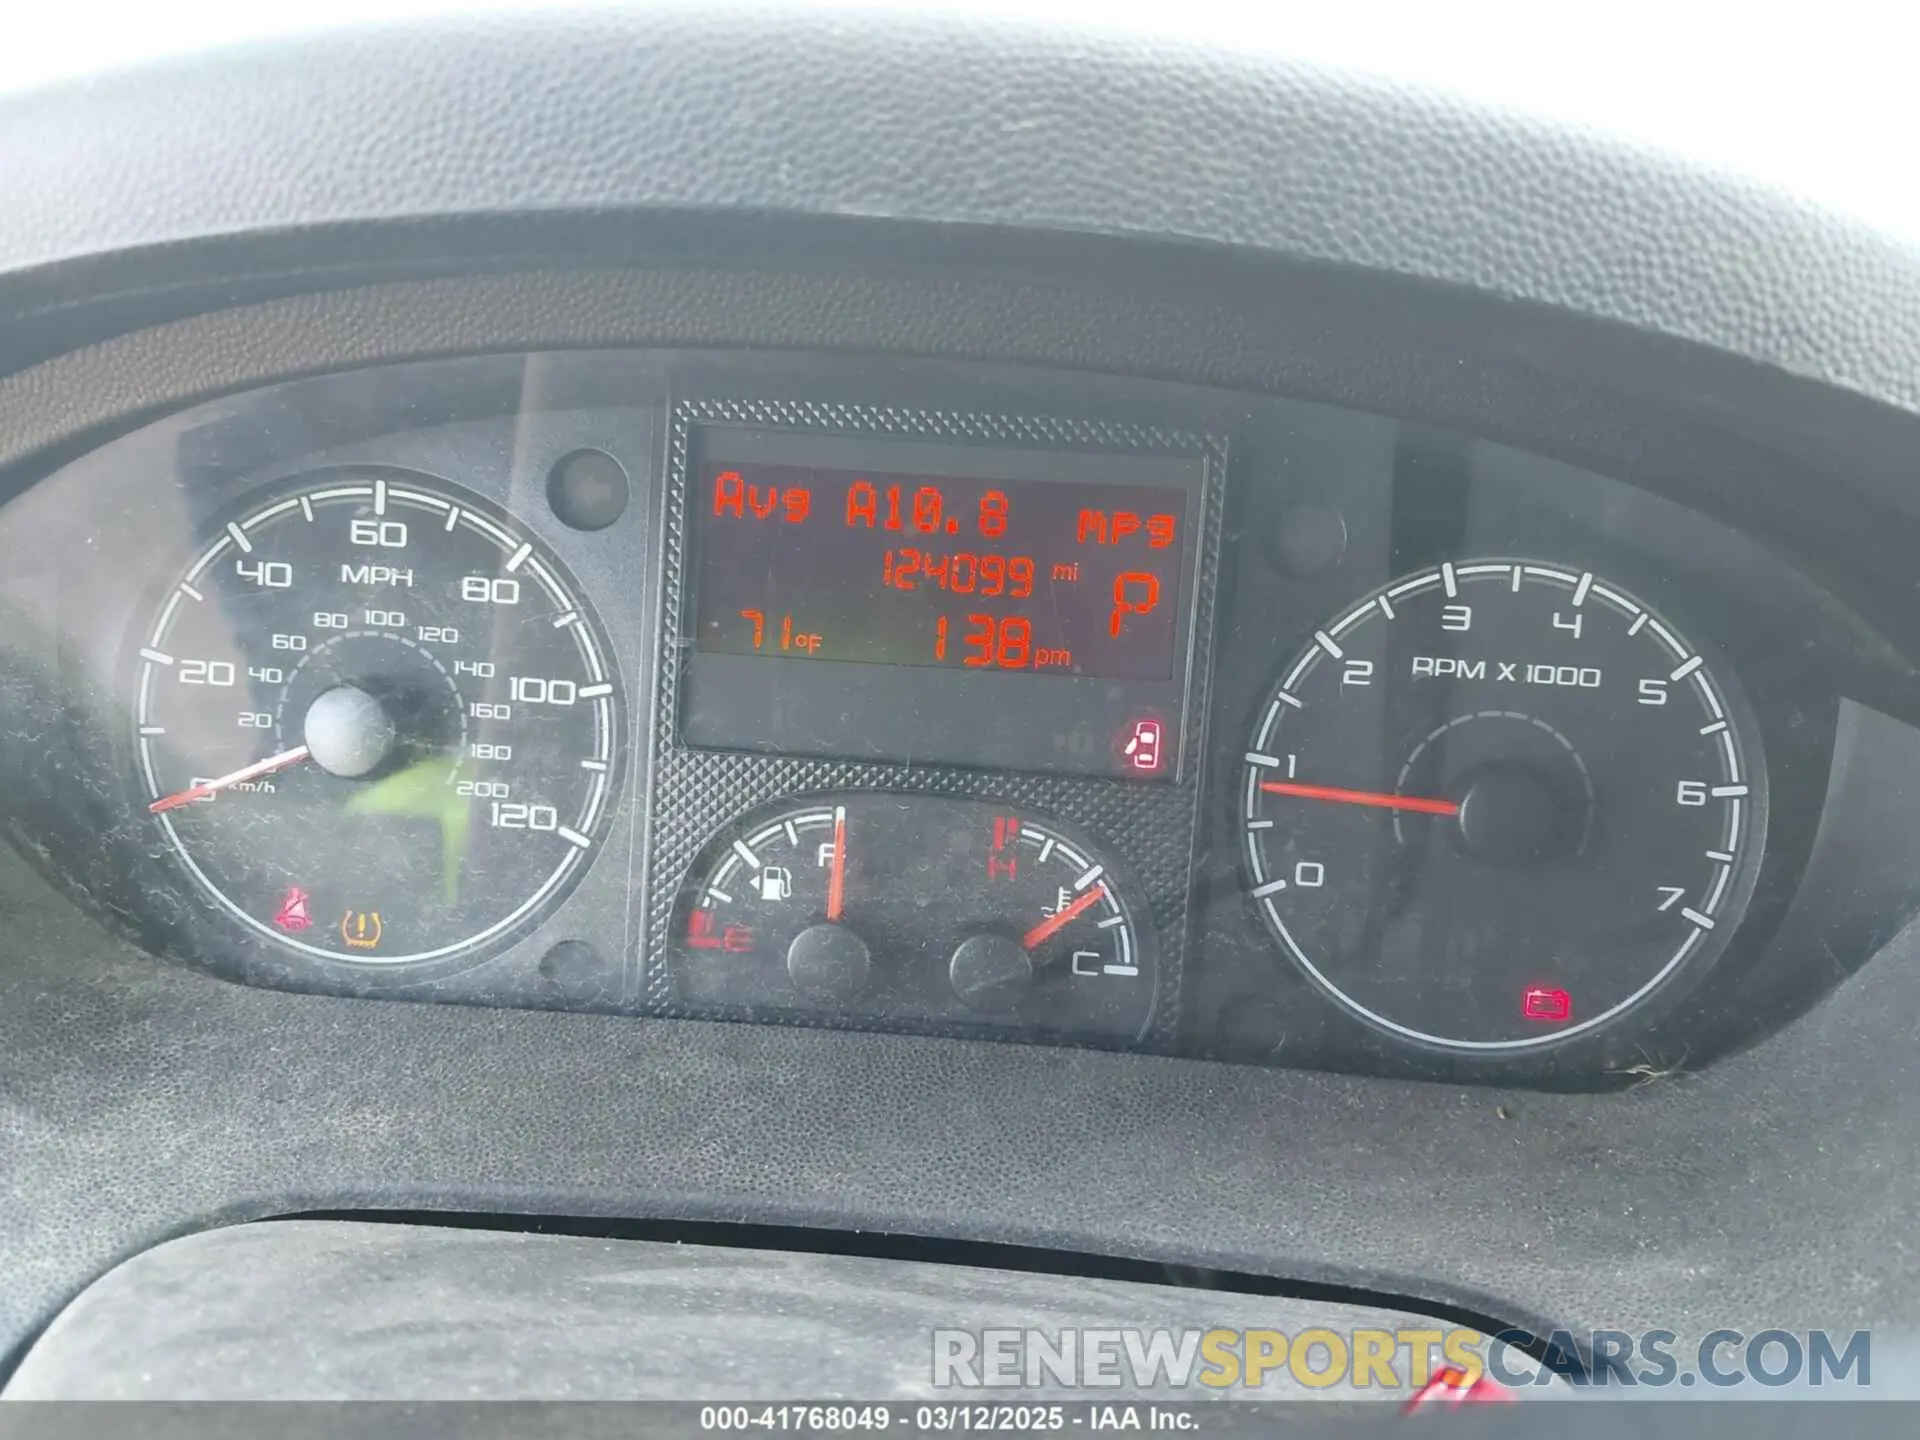 Avg A10.8 mpg
124099 mi P
71°F 138 pm
0 20 40 60 80 100 120
MPH
20 40 60 80 100 120 140 160 180 200
km/h
E F
H C
0 1 2 3 4 5 6 7
RPM X 1000
RENEWSPORTSCARS.COM
000-41768049 - 03/12/2025 - IAA Inc.